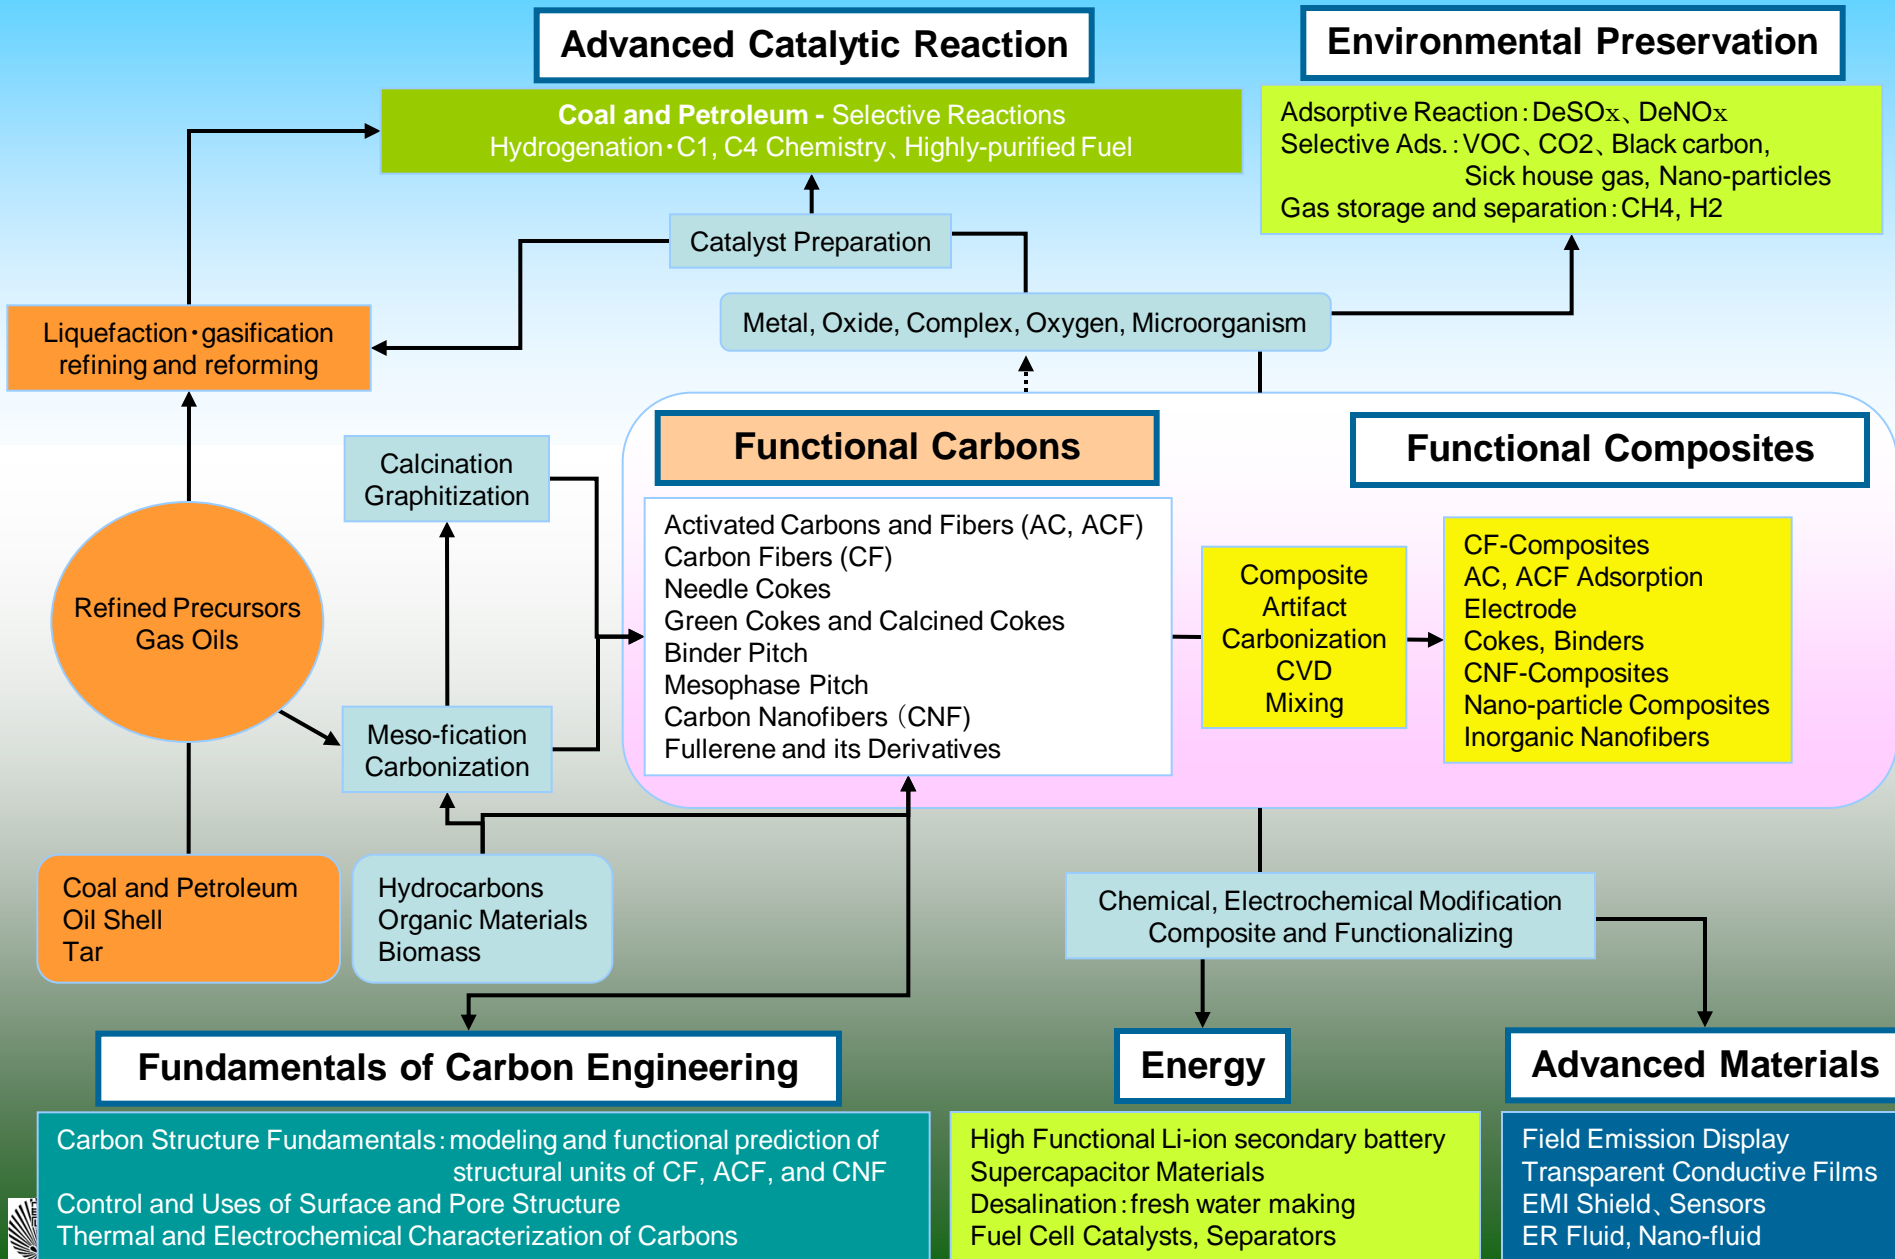 Advanced Catalytic Reaction
Environmental Preservation
Coal and Petroleum - Selective Reactions
Hydrogenation・C1, C4 Chemistry、Highly-purified Fuel
Adsorptive Reaction：DeSOx、DeNOx
Selective Ads.：VOC、CO2、Black carbon,
Sick house gas, Nano-particles
Gas storage and separation：CH4, H2
Catalyst Preparation
Metal, Oxide, Complex, Oxygen, Microorganism
Liquefaction・gasification
refining and reforming
Functional Carbons
Functional Composites
Calcination
Graphitization
Activated Carbons and Fibers (AC, ACF)
Carbon Fibers (CF)
Needle Cokes
Green Cokes and Calcined Cokes
Binder Pitch
Mesophase Pitch
Carbon Nanofibers（CNF)
Fullerene and its Derivatives
Composite
Artifact
Carbonization
CVD
Mixing
CF-Composites
AC, ACF Adsorption
Electrode
Cokes, Binders
CNF-Composites
Nano-particle Composites
Inorganic Nanofibers
Refined Precursors
Gas Oils
Meso-fication
Carbonization
Coal and Petroleum
Oil Shell
Tar
Hydrocarbons
Organic Materials
Biomass
Chemical, Electrochemical Modification
Composite and Functionalizing
Fundamentals of Carbon Engineering
Energy
Advanced Materials
Carbon Structure Fundamentals：modeling and functional prediction of
structural units of CF, ACF, and CNF
Control and Uses of Surface and Pore Structure
Thermal and Electrochemical Characterization of Carbons
High Functional Li-ion secondary battery
Supercapacitor Materials
Desalination：fresh water making
Fuel Cell Catalysts, Separators
Field Emission Display
Transparent Conductive Films
EMI Shield、Sensors
ER Fluid, Nano-fluid